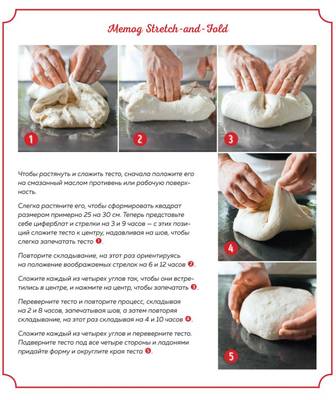 Memog Stretch-and-Fold
1
2
3
Чтобы растянуть и сложить тесто, сначала положите его
на смазанный маслом противень или рабочую поверх-
ность.
Слегка растяните его, чтобы сформировать квадрат
размером примерно 25 на 30 см. Теперь представьте
себе циферблат и стрелки на 3 и 9 часов — с этих пози-
ций сложите тесто к центру, надавливая на шов, чтобы
слегка запечатать тесто 1.
Повторите складывание, на этот раз ориентируясь
на положение воображаемых стрелок на 6 и 12 часов 2.
Сложите каждый из четырех углов так, чтобы они встре-
тились в центре, и нажмите на центр, чтобы запечатать 3.
Переверните тесто и повторите процесс, складывая
на 2 и 8 часов, запечатывая шов, а затем повторяя
складывание, на этот раз складывая на 4 и 10 часов 4.
Сложите каждый из четырех углов и переверните тесто.
Подверните тесто под все четыре стороны и ладонями
придайте форму и округлите края теста 5.
4
5